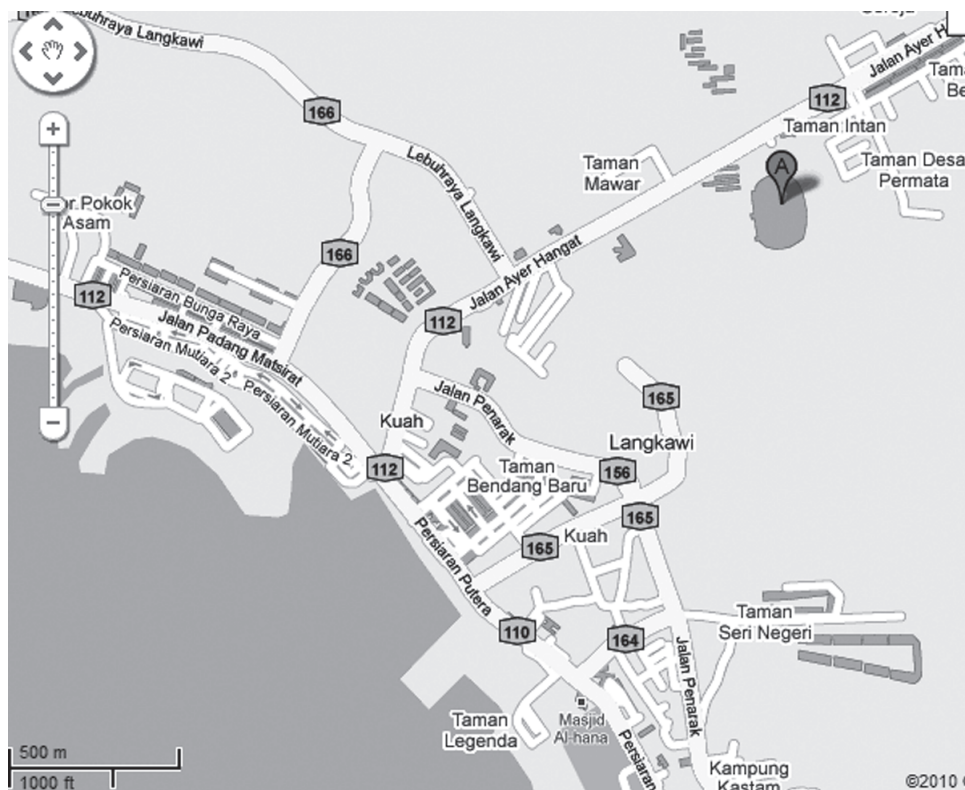 Lebuhraya Langkawi
Jalan Ayer H
112
166
Taman Intan
Taman
Mawar
Taman Desa
Permata
A
Lebuhraya Langkawi
Pokok
Asam
166
Jalan Ayer Hangat
112
Persiaran Bunga Raya
112
Jalan Padang Matsirat
Persiaran Mutiara 2
Persiaran Mutiara 2
Jalan Penarak
165
Kuah
Langkawi
112
Taman
Bendang Baru
156
165
Kuah
165
Persiaran Putera
110
164
Taman
Seri Negeri
Jalan Penarak
Taman
Legenda
Masjid
Al-hana
Persiaran
Kampung
Kastam
500 m
1000 ft
©2010